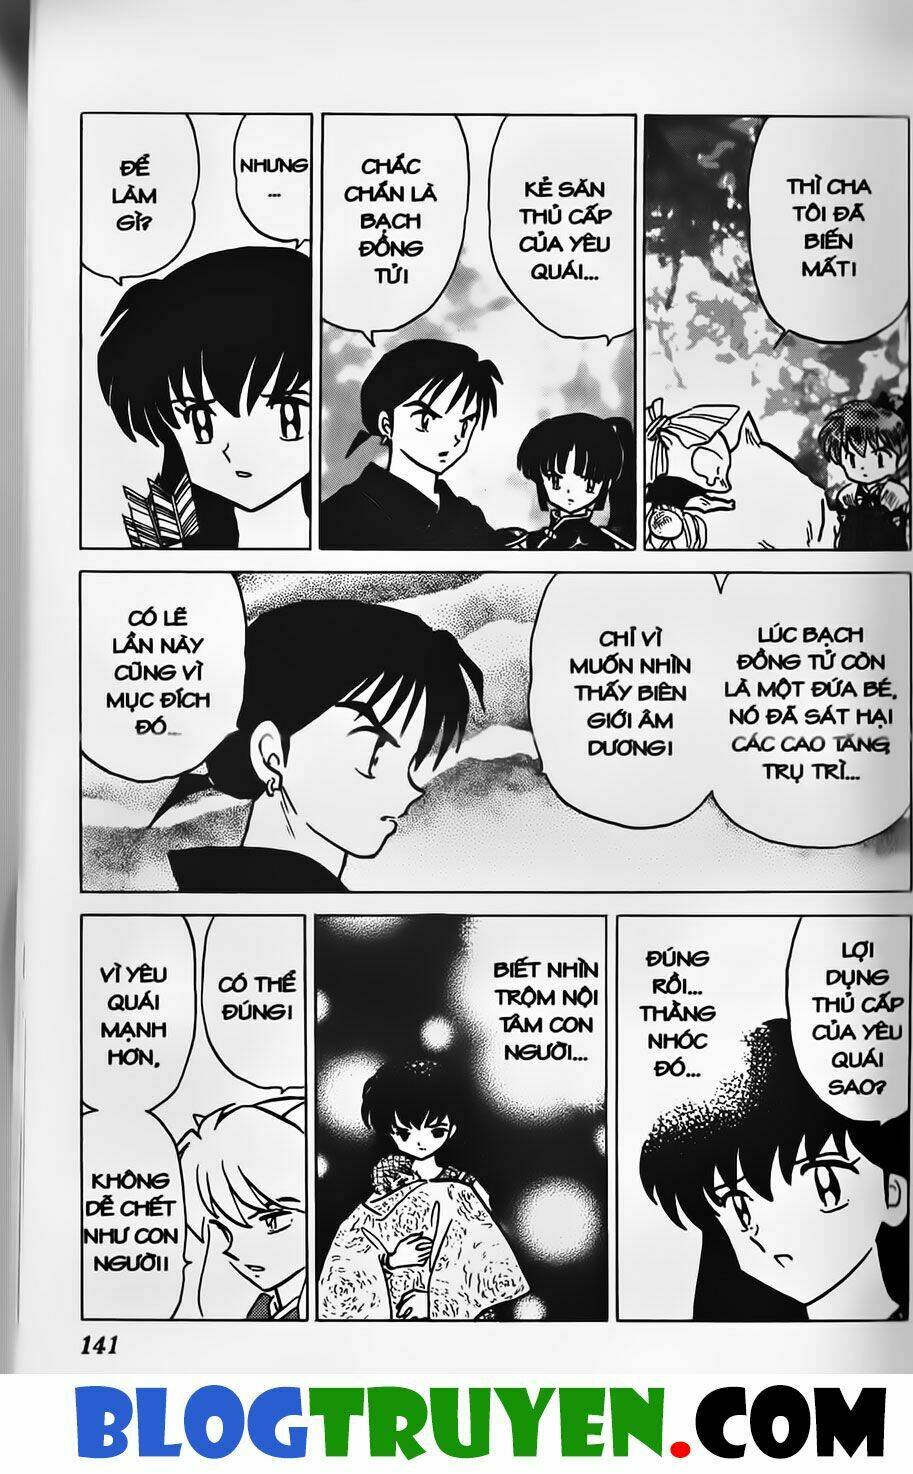 THÌ CHA
TÔI ĐÃ
BIẾN
MẤT!
KẺ SĂN
THỦ CẤP
CỦA YÊU
QUÁI...
CHẮC
CHẮN LÀ
BẠCH
ĐỒNG
TỬ!
NHƯNG
...
ĐỂ
LÀM
GÌ?
LÚC BẠCH
ĐỒNG TỬ CÒN
LÀ MỘT ĐỨA BÉ,
NÓ ĐÃ SÁT HẠI
CÁC CAO TĂNG,
TRỤ TRÌ...
CHỈ VÌ
MUỐN NHÌN
THẤY BIÊN
GIỚI ÂM
DƯƠNG!
CÓ LẼ
LẦN NÀY
CŨNG VÌ
MỤC ĐÍCH
ĐÓ...
LỢI
DỤNG
THỦ CẤP
CỦA YÊU
QUÁI
SAO?
ĐÚNG
RỒI...
THẰNG
NHÓC
ĐÓ...
BIẾT NHÌN
TRỘM NỘI
TÂM CON
NGƯỜI...
CÓ THỂ
ĐÚNG!
VÌ YÊU
QUÁI
MẠNH
HƠN,
KHÔNG
DỄ CHẾT
NHƯ CON
NGƯỜI!
141
BLOGTRUYEN.COM